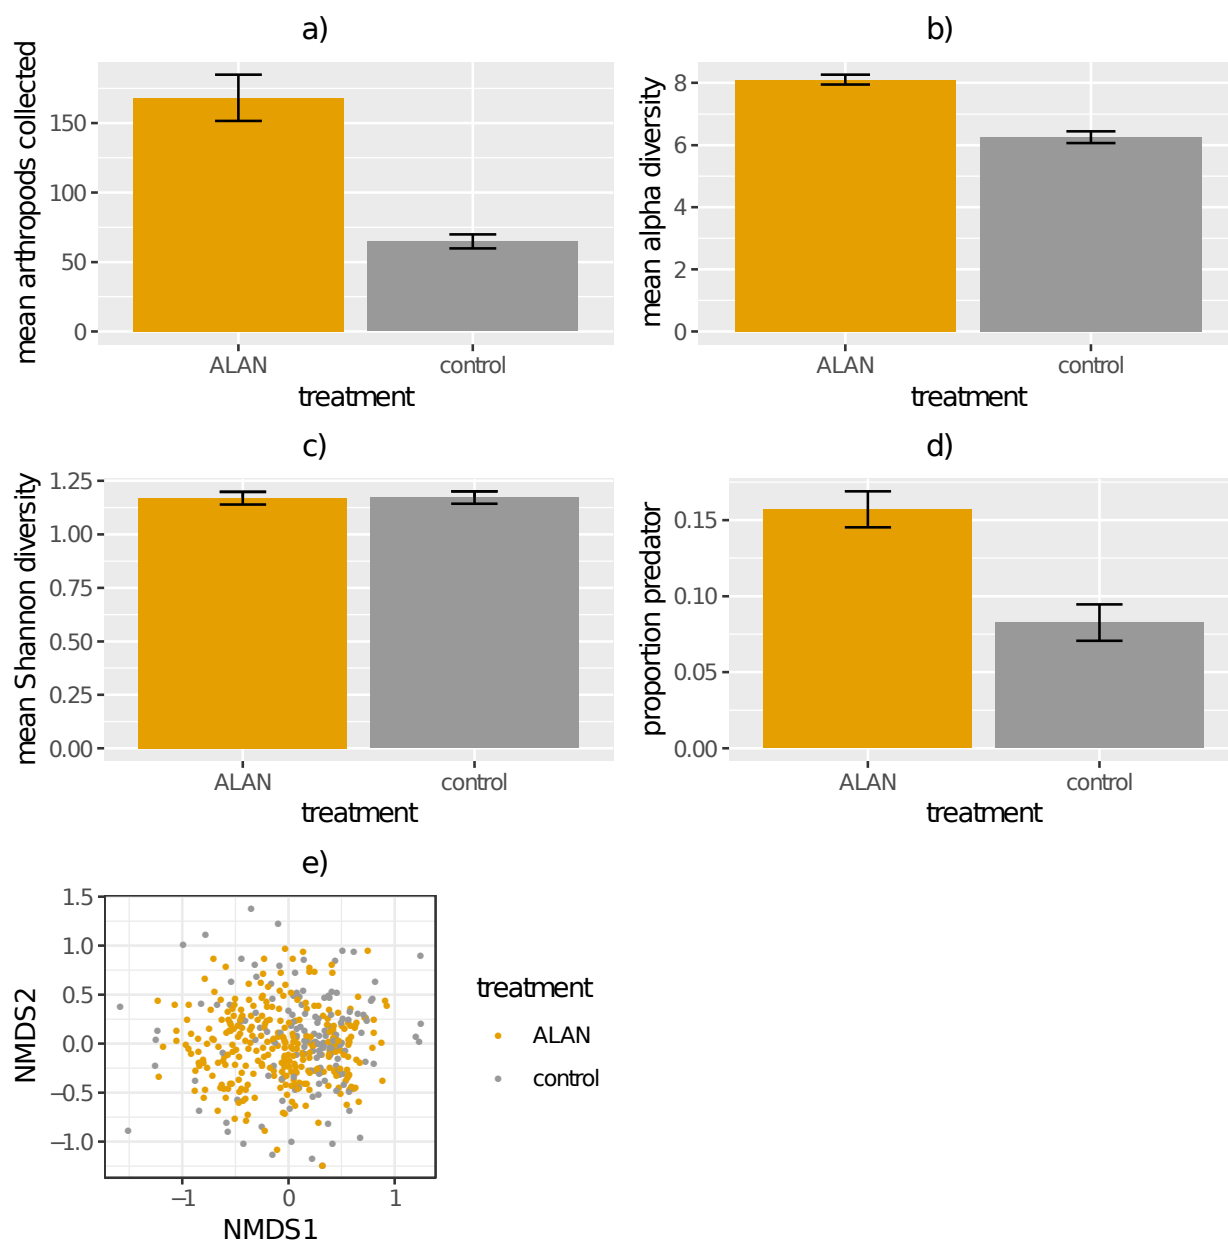 a)
mean arthropods collected
150
100
50
0
ALAN control
treatment
b)
mean alpha diversity
8
6
4
2
0
ALAN control
treatment
c)
mean Shannon diversity
1.25
1.00
0.75
0.50
0.25
0.00
ALAN control
treatment
d)
proportion predator
0.15
0.10
0.05
0.00
ALAN control
treatment
e)
NMDS2
1.5
1.0
0.5
0.0
−0.5
−1.0
−1 0 1
NMDS1
treatment
ALAN
control